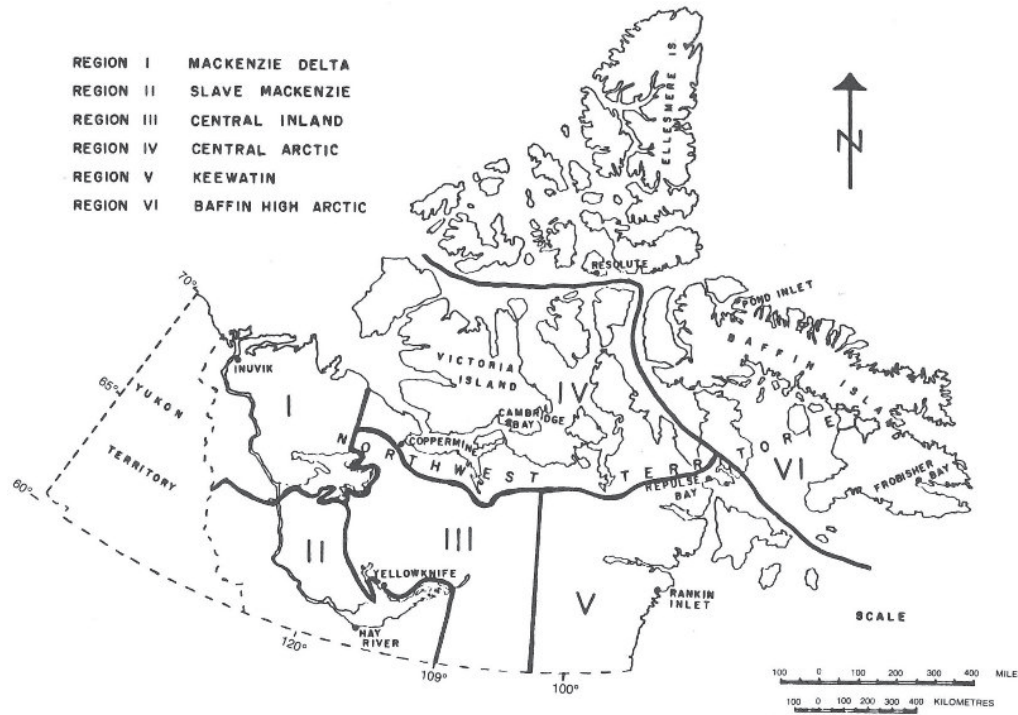 REGION I MACKENZIE DELTA
REGION II SLAVE MACKENZIE
REGION III CENTRAL INLAND
REGION IV CENTRAL ARCTIC
REGION V KEEWATIN
REGION VI BAFFIN HIGH ARCTIC
N
ELLESMERE IS
RESOLUTE
70°
POND INLET
BAFFIN ISLA
INUVIK
VICTORIA
ISLAND
65°
YUKON
TERRITORY
I
IV
CAMBRIDGE
BAY
COPPERMINE
NORTHWEST TERRITORIES
REPULSE
BAY
VI
FROBISHER
BAY
60°
II
III
YELLOWKNIFE
V
RANKIN
INLET
HAY
RIVER
SCALE
120°
109°
100°
100 0 100 200 300 400 MILE
100 0 100 200 300 400 KILOMETRES